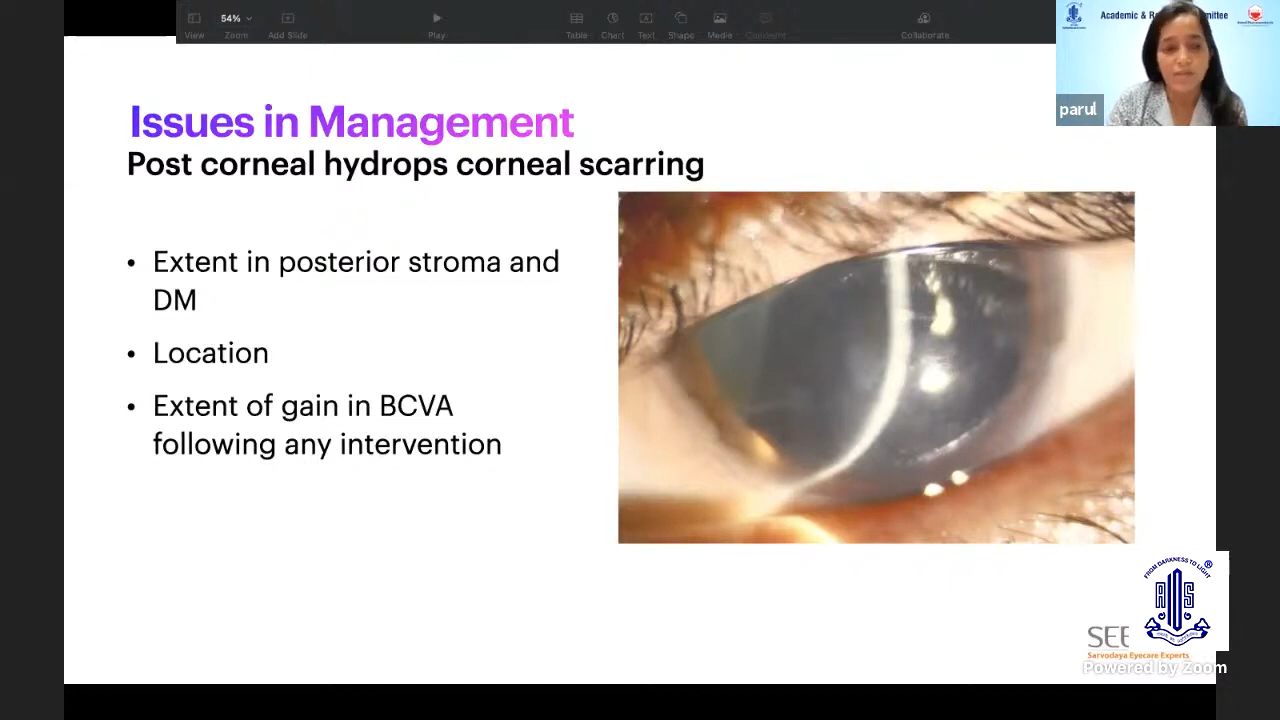 54%
View
Zoom
Add Slide
Play
Table
Chart
Text
Shape
Media
Comment
Collaborate
Academic &
parul
Issues in Management
Post corneal hydrops corneal scarring
• Extent in posterior stroma and
DM
• Location
• Extent of gain in BCVA
following any intervention
FROM DARKNESS TO LIGHT
®
AIOS
SEE
Sarvodaya Eyecare Experts
Powered by Zoom